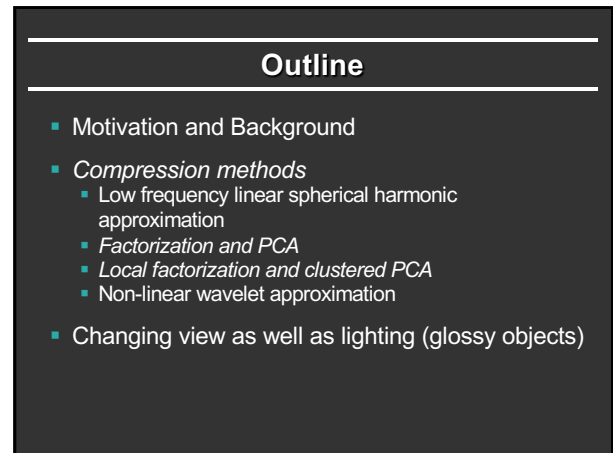 Outline
Motivation and Background
Compression methods
Low frequency linear spherical harmonic
approximation
Factorization and PCA
Local factorization and clustered PCA
Non-linear wavelet approximation
Changing view as well as lighting (glossy objects)